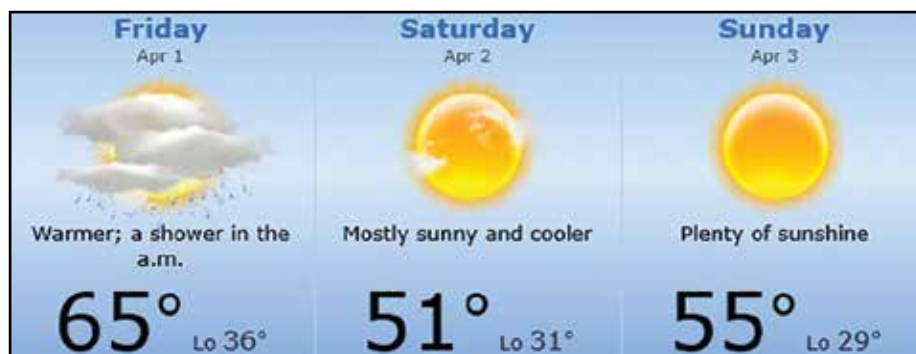 Friday
Apr 1
Warmer; a shower in the
a.m.
65° Lo 36°
Saturday
Apr 2
Mostly sunny and cooler
51° Lo 31°
Sunday
Apr 3
Plenty of sunshine
55° Lo 29°